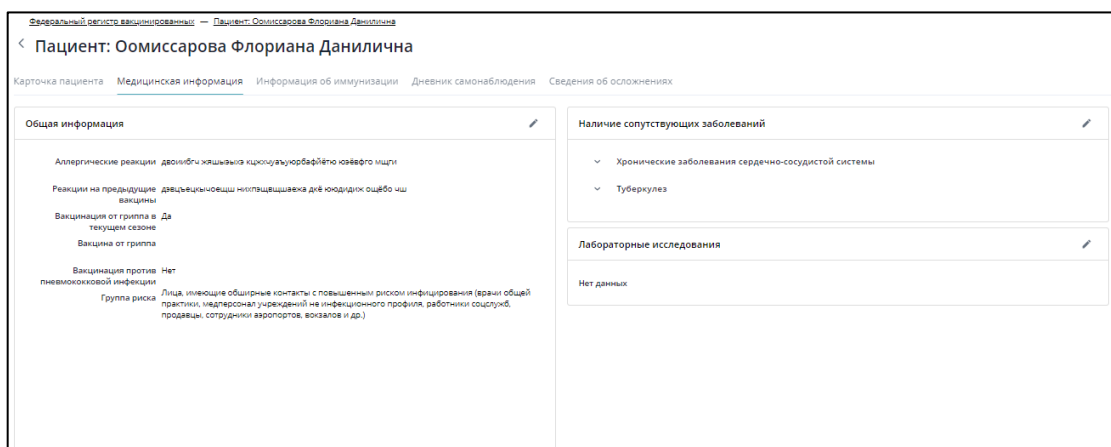 Федеральный регистр вакцинированных — Пациент: Оомиссарова Флориана Данилична
Пациент: Оомиссарова Флориана Данилична
Карточка пациента Медицинская информация Информация об иммунизации Дневник самонаблюдения Сведения об осложнениях
Общая информация
Аллергические реакции
Реакции на предыдущие
вакцины
Вакцинация от гриппа в Да
текущем сезоне
Вакцина от гриппа
Вакцинация против Нет
пневмококковой инфекции
Группа риска Лица, имеющие обширные контакты с повышенным риском инфицирования (врачи общей
практики, медперсонал учреждений не инфекционного профиля, работники соцслужб,
продавцы, сотрудники аэропортов, вокзалов и др.)
Наличие сопутствующих заболеваний
Хронические заболевания сердечно-сосудистой системы
Туберкулез
Лабораторные исследования
Нет данных